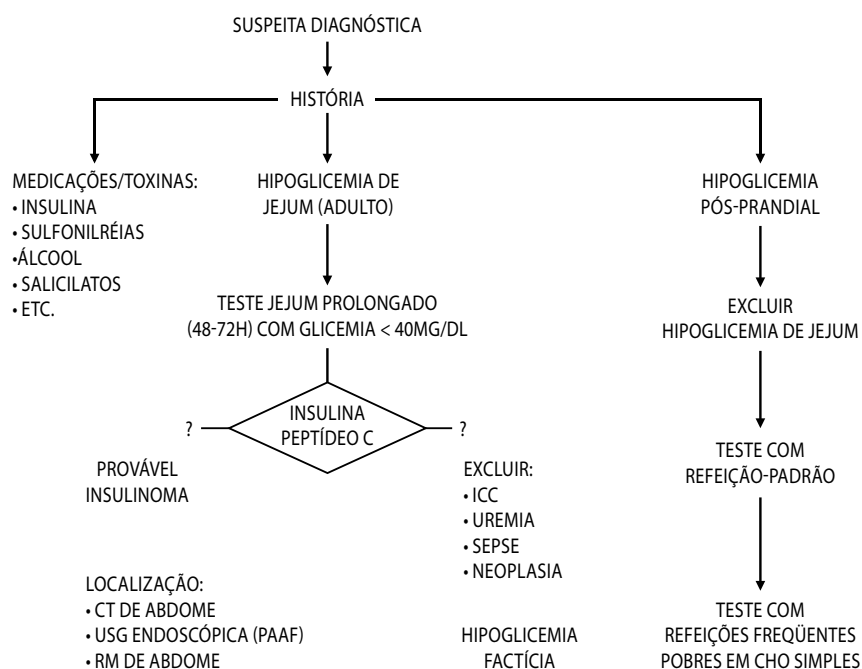 SUSPEITA DIAGNÓSTICA
HISTÓRIA
MEDICAÇÕES/TOXINAS:
• INSULINA
• SULFONILRÉIAS
•ÁLCOOL
• SALICILATOS
• ETC.
HIPOGLICEMIA DE
JEJUM (ADULTO)
TESTE JEJUM PROLONGADO
(48-72H) COM GLICEMIA < 40MG/DL
INSULINA
PEPTÍDEO C
?
?
PROVÁVEL
INSULINOMA
LOCALIZAÇÃO:
• CT DE ABDOME
• USG ENDOSCÓPICA (PAAF)
• RM DE ABDOME
EXCLUIR:
• ICC
• UREMIA
• SEPSE
• NEOPLASIA
HIPOGLICEMIA
FACTÍCIA
HIPOGLICEMIA
PÓS-PRANDIAL
EXCLUIR
HIPOGLICEMIA DE JEJUM
TESTE COM
REFEIÇÃO-PADRÃO
TESTE COM
REFEIÇÕES FREQÜENTES
POBRES EM CHO SIMPLES